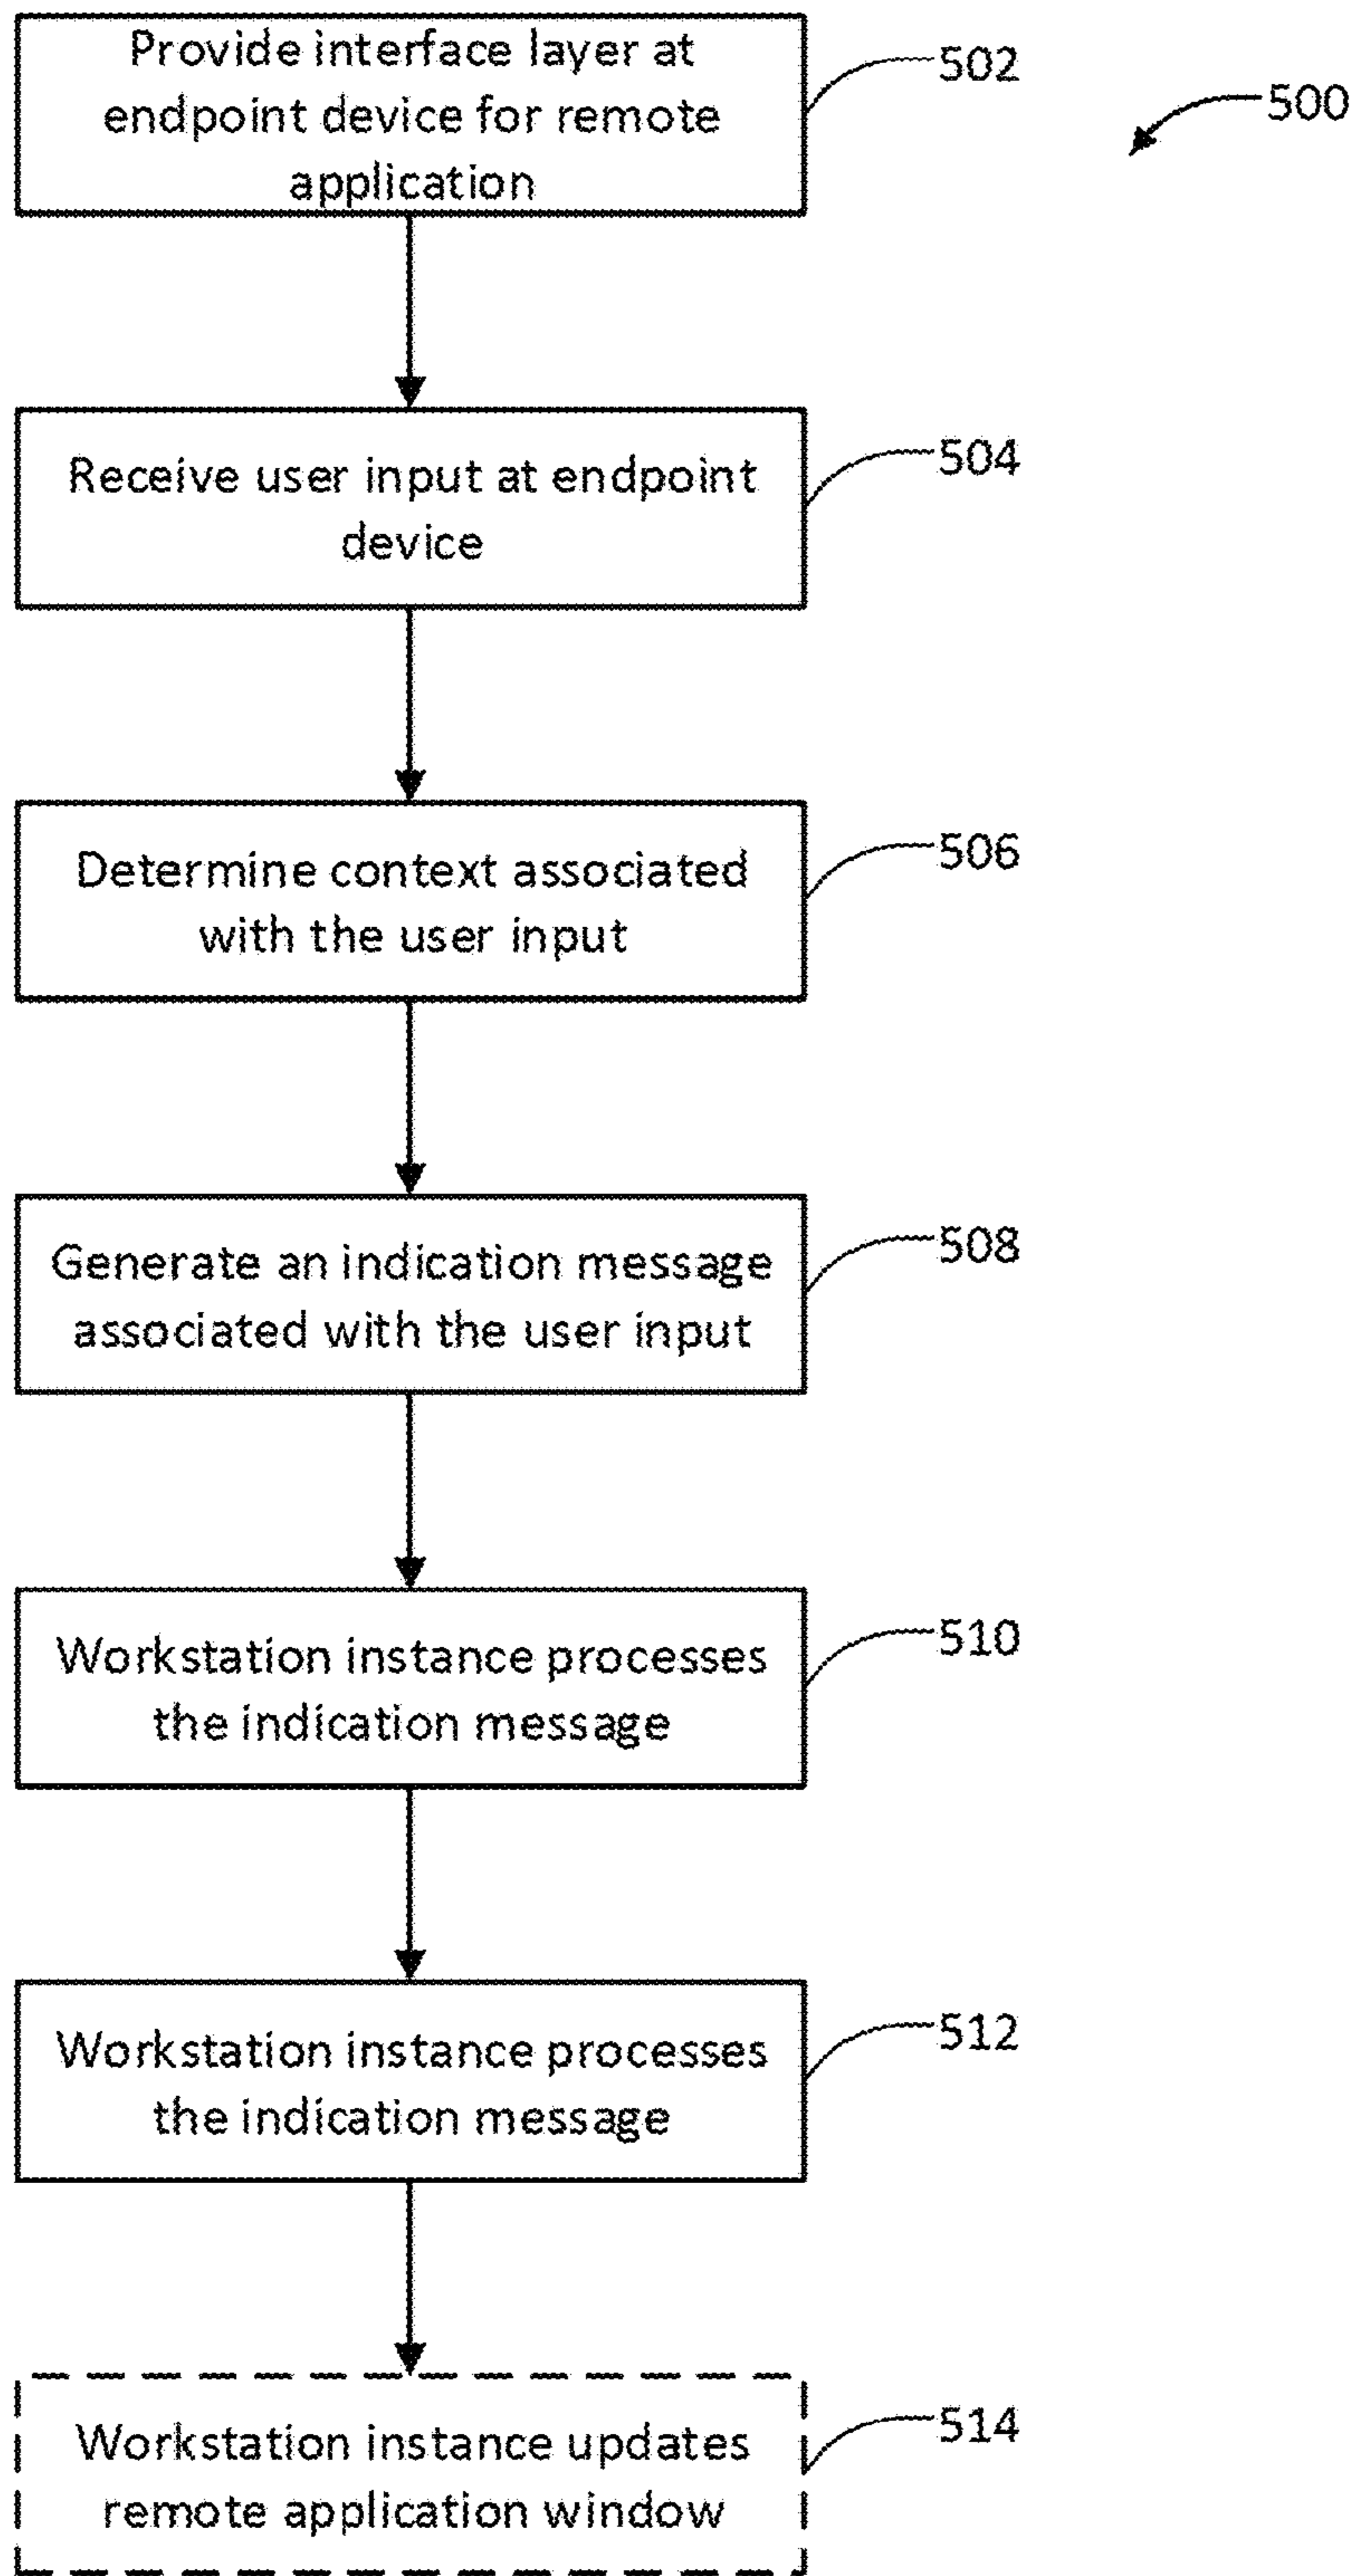 Provide interface layer at
endpoint device for remote
application
502
500
Receive user input at endpoint
device
504
Determine context associated
with the user input
506
Generate an indication message
associated with the user input
508
Workstation instance processes
the indication message
510
Workstation instance processes
the indication message
512
Workstation instance updates
remote application window
514